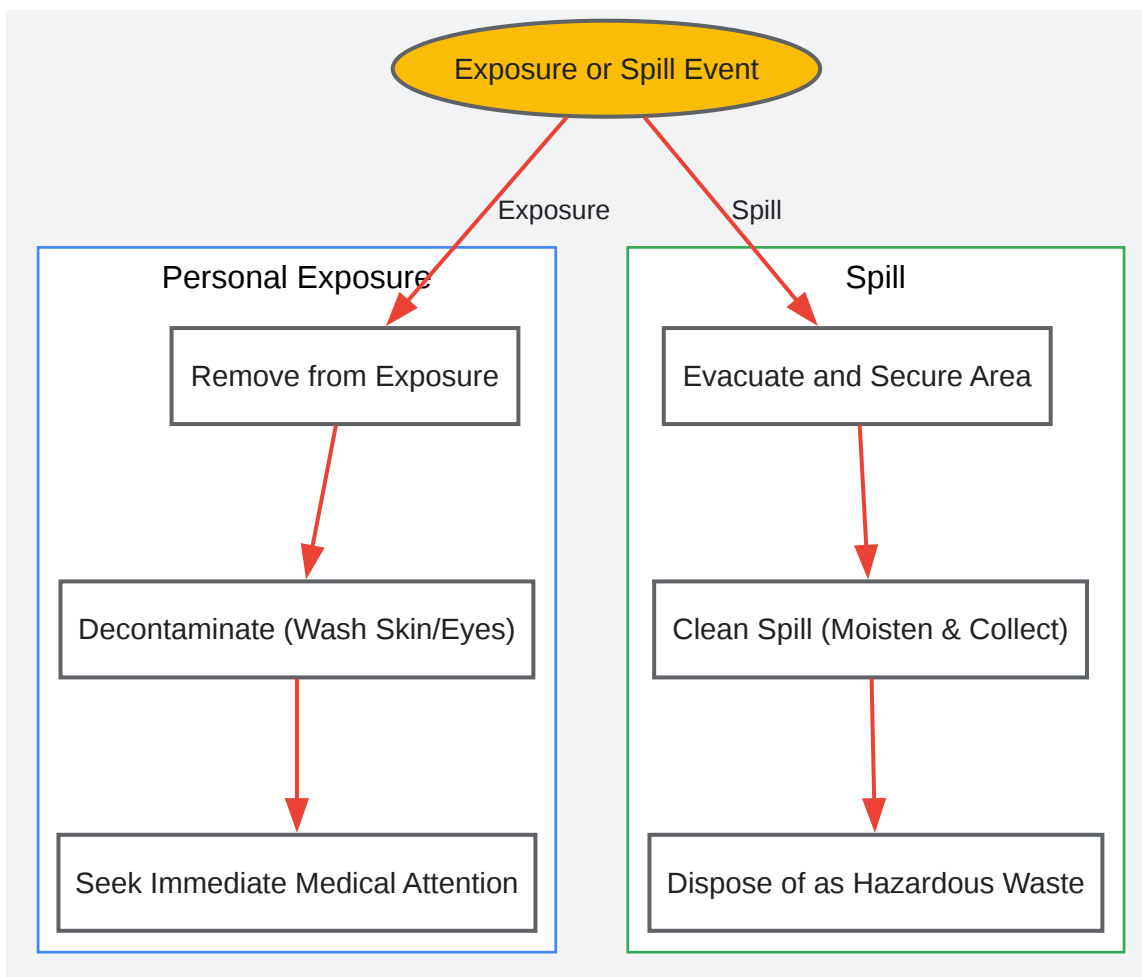 Exposure or Spill Event
Exposure
Spill
Personal Exposure
Remove from Exposure
Decontaminate (Wash Skin/Eyes)
Seek Immediate Medical Attention
Spill
Evacuate and Secure Area
Clean Spill (Moisten & Collect)
Dispose of as Hazardous Waste